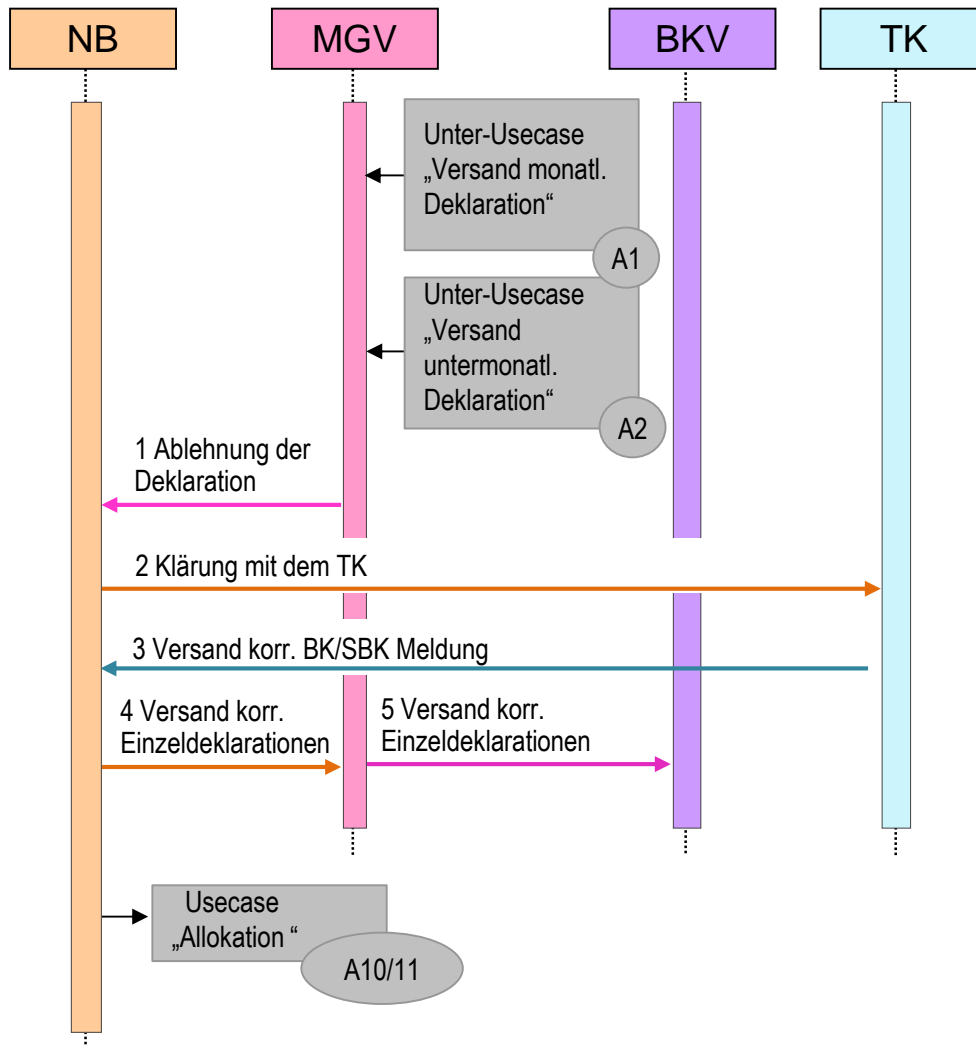 NB
MGV
BKV
TK
Unter-Usecase
„Versand monatl.
Deklaration“
A1
Unter-Usecase
„Versand
untermonatl.
Deklaration“
A2
1 Ablehnung der
Deklaration
2 Klärung mit dem TK
3 Versand korr. BK/SBK Meldung
4 Versand korr.
Einzeldeklarationen
5 Versand korr.
Einzeldeklarationen
Usecase
„Allokation “
A10/11